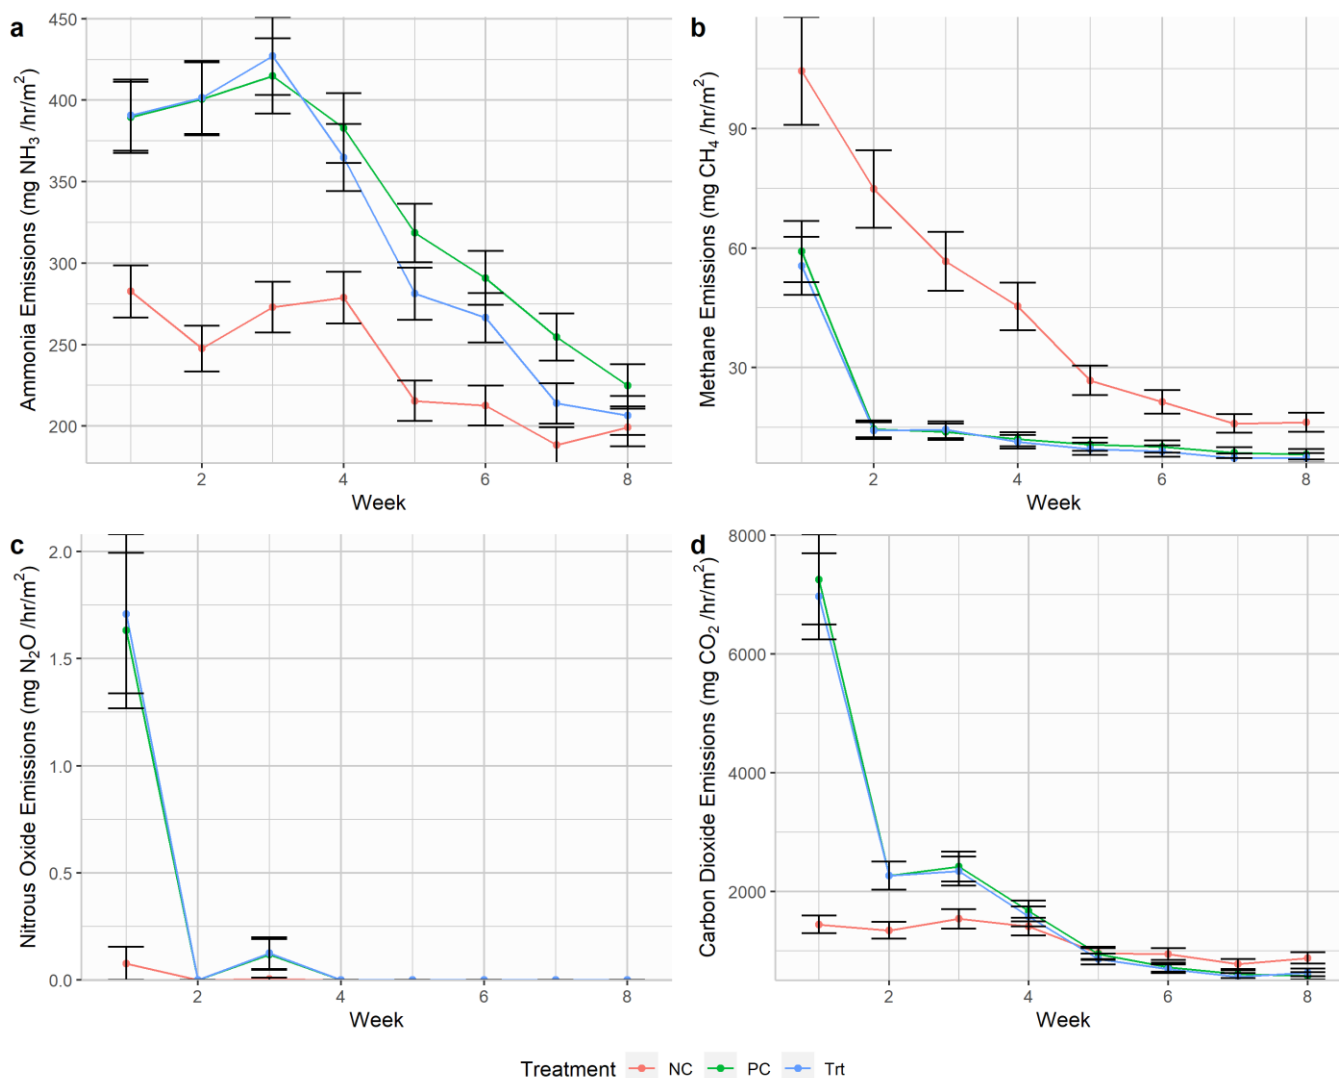 a
Ammonia Emissions (mg NH₃ /hr/m²)
450
400
350
300
250
200
2 4 6 8
Week
b
Methane Emissions (mg CH₄ /hr/m²)
90
60
30
2 4 6 8
Week
c
Nitrous Oxide Emissions (mg N₂O /hr/m²)
2.0
1.5
1.0
0.5
0.0
2 4 6 8
Week
d
Carbon Dioxide Emissions (mg CO₂ /hr/m²)
8000
6000
4000
2000
2 4 6 8
Week
Treatment NC PC Trt